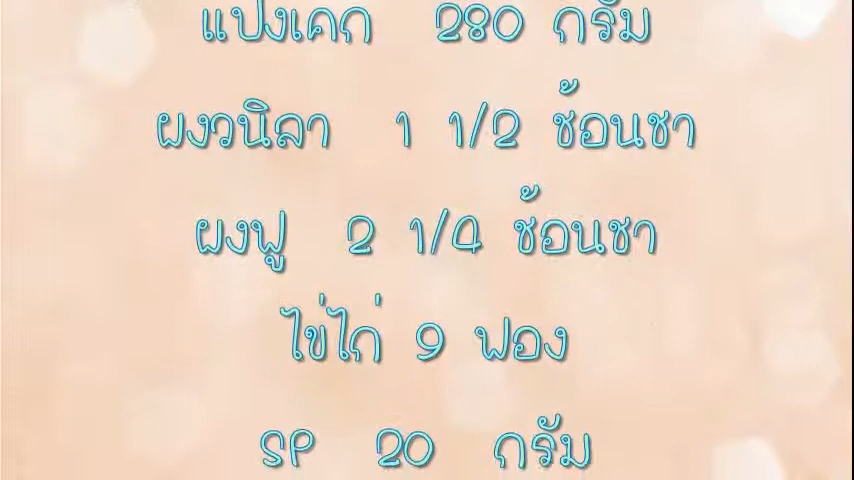 แป้งเคก 280 กรัม
ผงวนิลา 1 1/2 ช้อนชา
ผงฟู 2 1/4 ช้อนชา
ไข่ไก่ 9 ฟอง
SP 20 กรัม